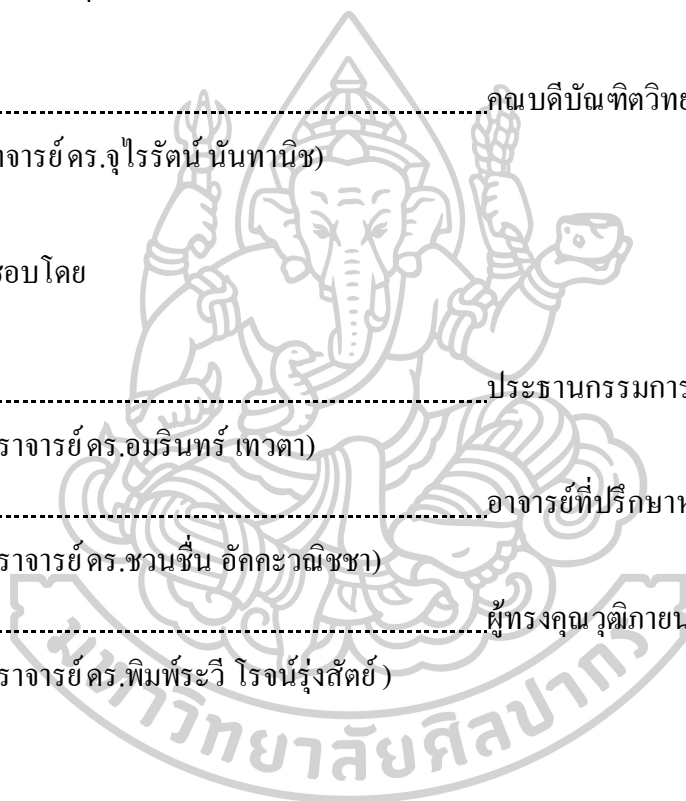 คณบดีบัณฑิตวิทย
าจารย์ ดร.จุไรรัตน์ นันทานิช)
ชอบโดย
ประธานกรรมการ
ราจารย์ ดร.อมรินทร์ เทวตา)
อาจารย์ที่ปรึกษาห
ราจารย์ ดร.ชวนชื่น อัคคะวณิชชา)
ผู้ทรงคุณวุฒิภายน
ราจารย์ ดร.พิมพ์ระวี โรจน์รุ่งสัตย์ )
มหาวิทยาลัยศิลปากร